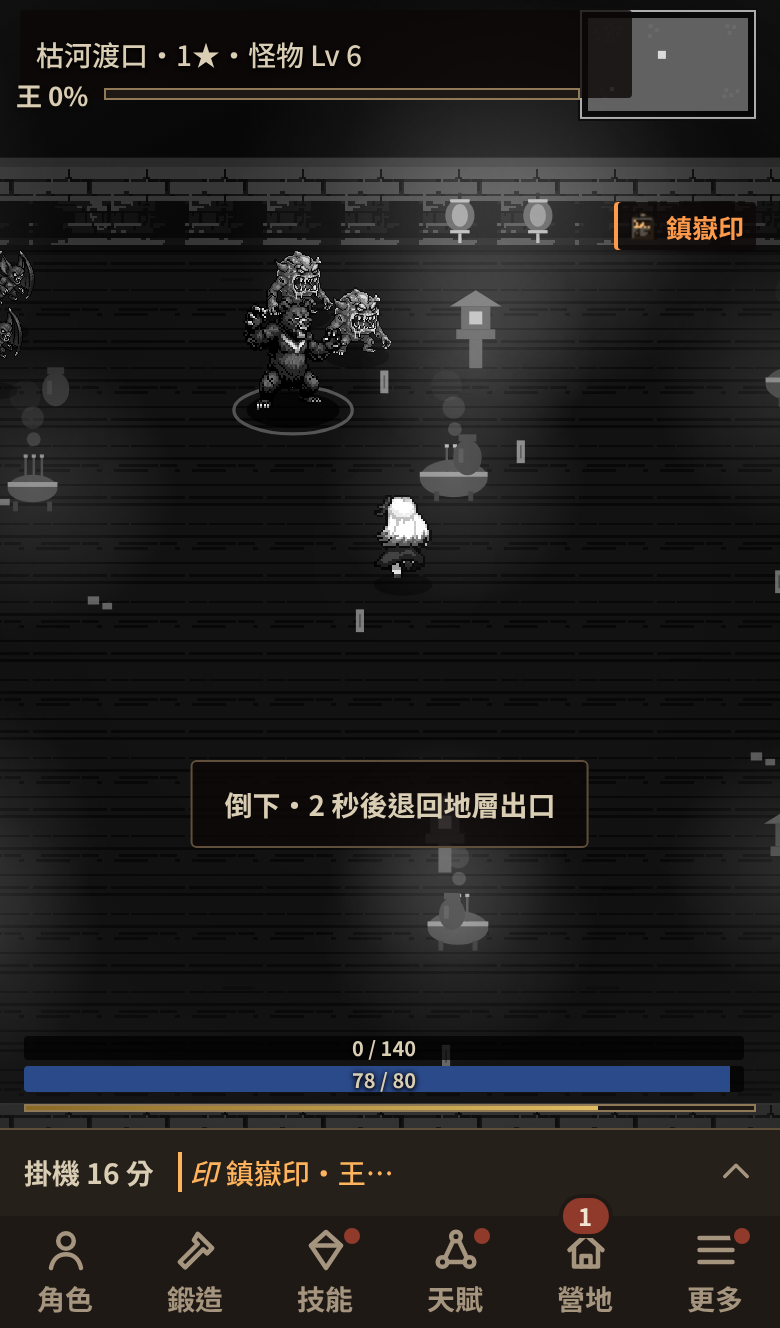 枯河渡口・1★・怪物 Lv 6
王 0%
鎮嶽印
倒下・2 秒後退回地層出口
0 / 140
78 / 80
掛機 16 分
印 鎮嶽印・王…
1
角色
鍛造
技能
天賦
營地
更多